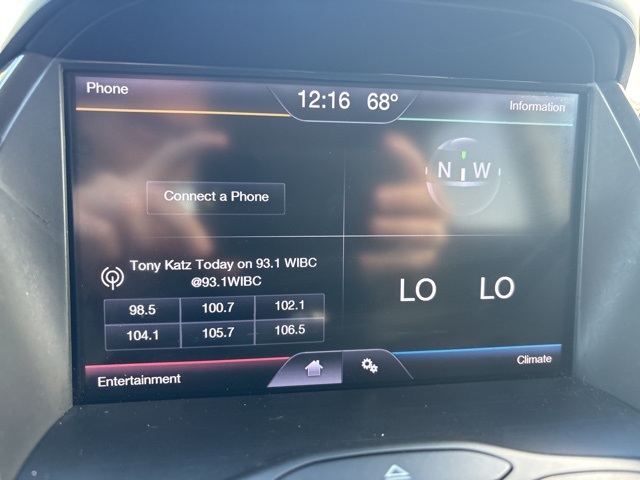 Phone
12:16 68°
Information
Connect a Phone
N W
Tony Katz Today on 93.1 WIBC
@93.1WIBC
98.5 100.7 102.1
104.1 105.7 106.5
LO LO
Entertainment
Climate